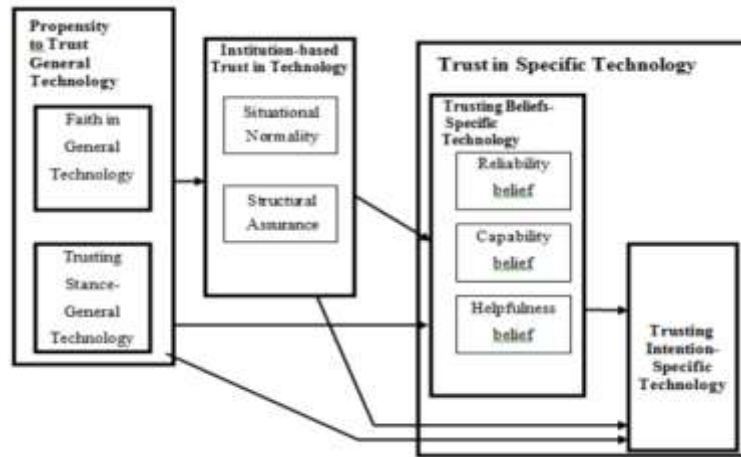 Propensity
to Trust
General
Technology
Faith in
General
Technology
Trusting
Stance-
General
Technology
Institution-based
Trust in Technology
Situational
Normality
Structural
Assurance
Trust in Specific Technology
Trusting Beliefs-
Specific
Technology
Reliability
belief
Capability
belief
Helpfulness
belief
Trusting
Intention-
Specific
Technology